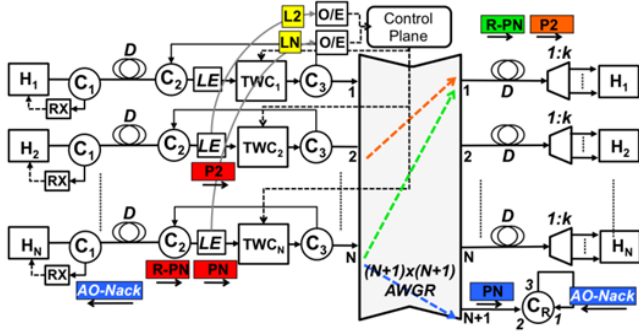 L2 O/E Control Plane
LN O/E
R-PN P2
D 1:k
H1 C1 C2 LE TWC1 C3 1 1 D H1
RX
D 1:k
H2 C1 C2 LE TWC2 C3 2 2 D H2
RX P2
D 1:k
HN C1 C2 LE TWCN C3 N N D HN
RX
R-PN PN
(N+1)x(N+1)
AWGR
AO-Nack
PN
N+1 2 3 CR 1
AO-Nack